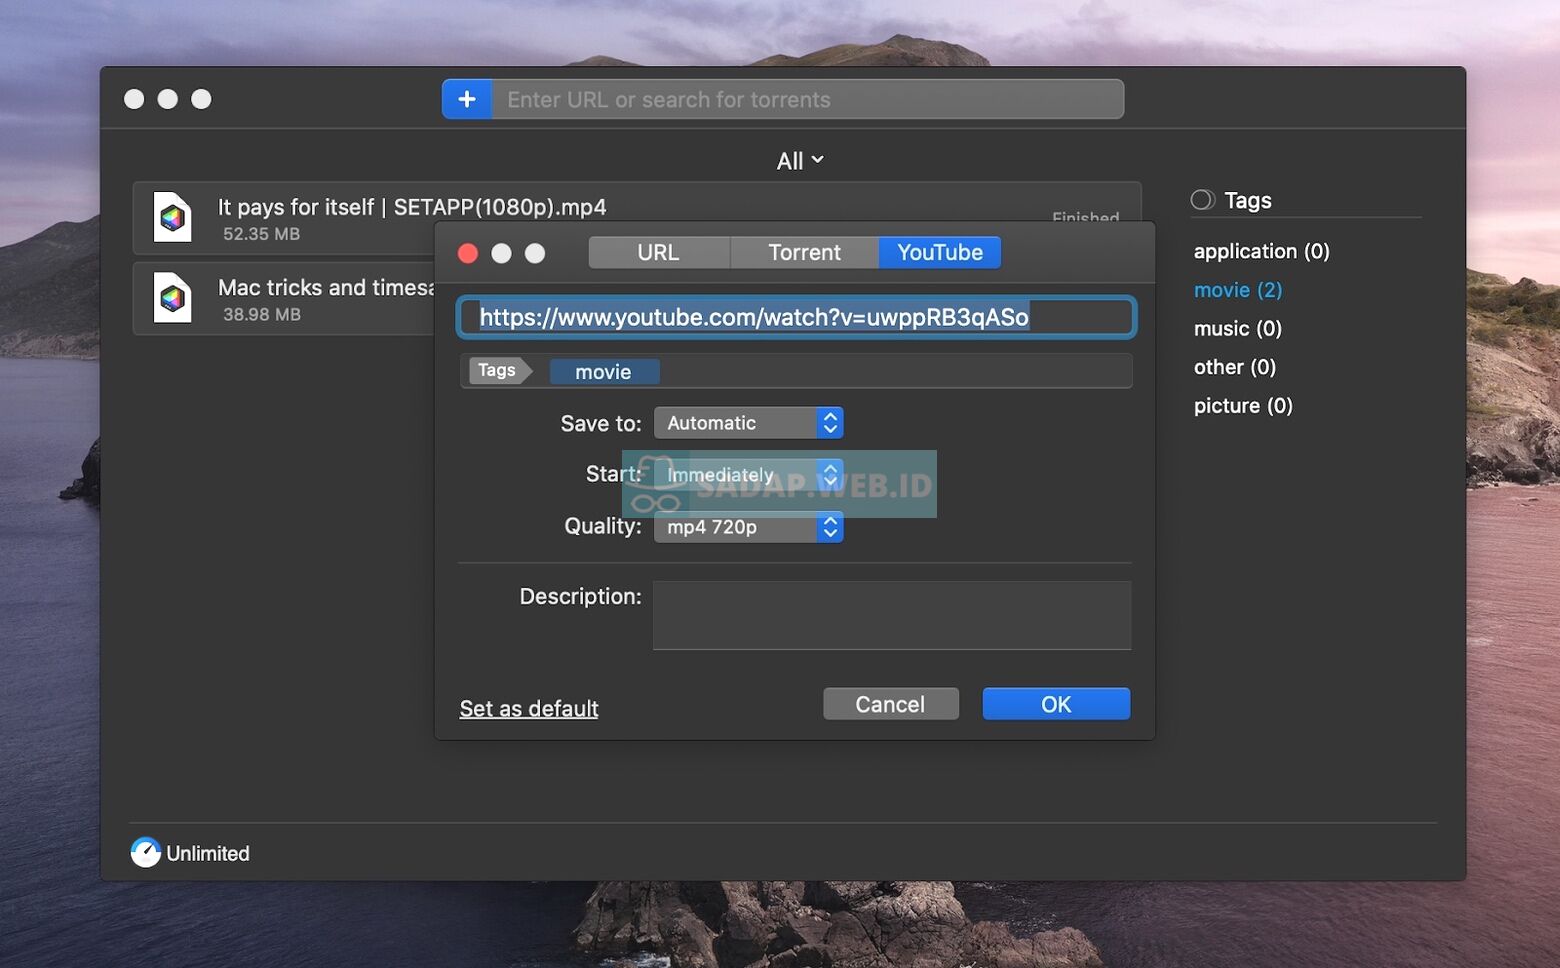 Enter URL or search for torrents
All
It pays for itself | SETAPP(1080p).mp4
52.35 MB
Finished
Mac tricks and timesa
38.98 MB
Tags
application (0)
movie (2)
music (0)
other (0)
picture (0)
URL
Torrent
YouTube
https://www.youtube.com/watch?v=uwppRB3qASo
Tags movie
Save to: Automatic
Start: Immediately
SADAP.WEB.ID
Quality: mp4 720p
Description:
Set as default
Cancel
OK
Unlimited